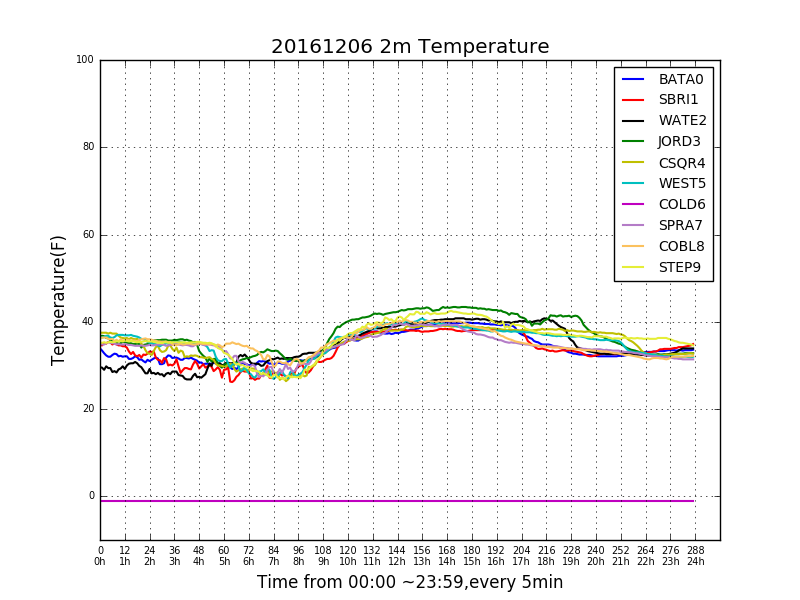 20161206 2m Temperature
100
80
60
40
20
0
Temperature(F)
BATA0
SBRI1
WATE2
JORD3
CSQR4
WEST5
COLD6
SPRA7
COBL8
STEP9
0 12 24 36 48 60 72 84 96 108 120 132 144 156 168 180 192 204 216 228 240 252 264 276 288
0h 1h 2h 3h 4h 5h 6h 7h 8h 9h 10h 11h 12h 13h 14h 15h 16h 17h 18h 19h 20h 21h 22h 23h 24h
Time from 00:00 ~23:59,every 5min